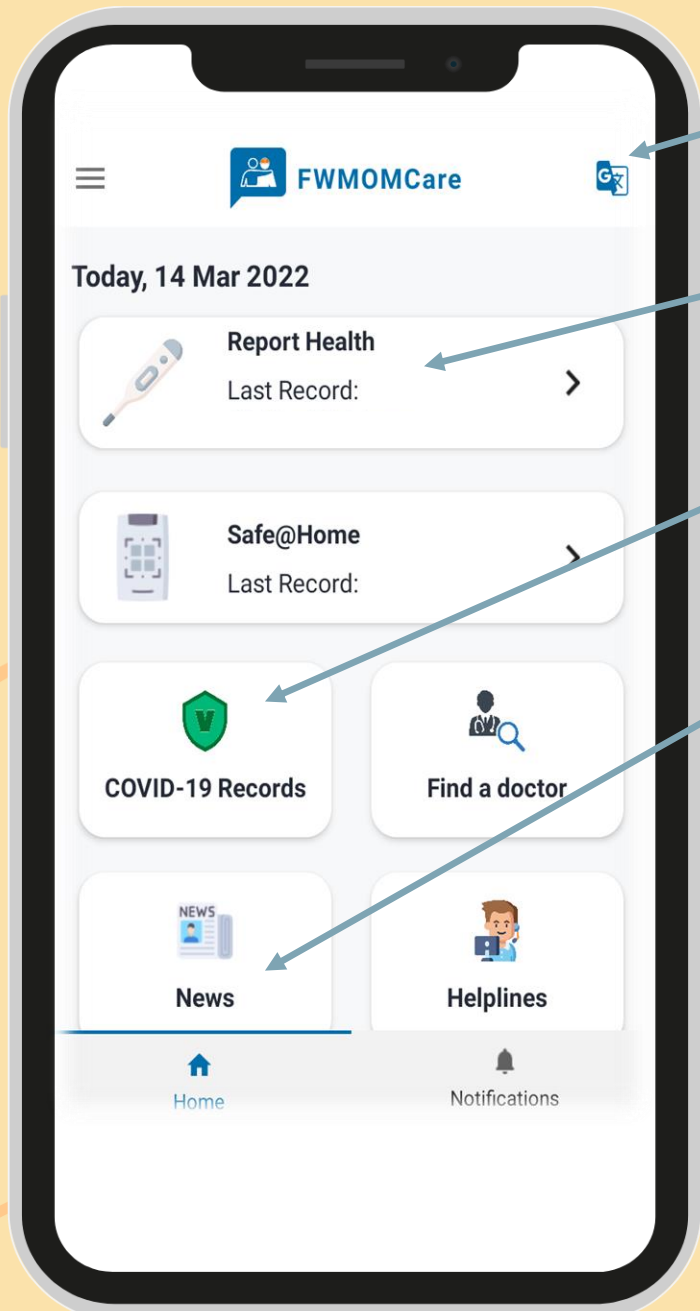 FWMOMCare
Today, 14 Mar 2022
Report Health
Last Record:
Safe@Home
Last Record:
V
COVID-19 Records
Find a doctor
NEWS
News
Helplines
Home
Notifications